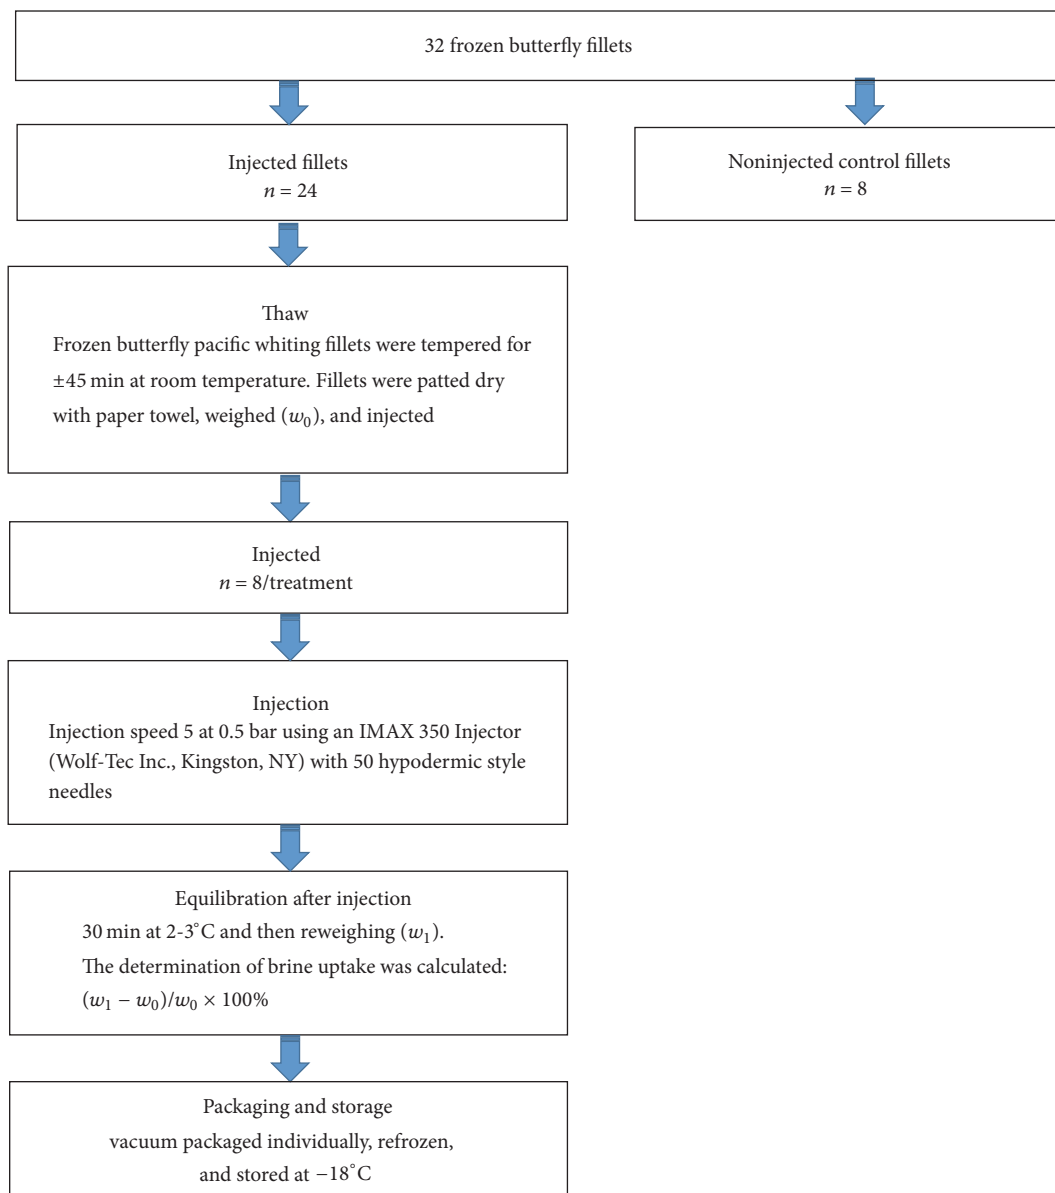 32 frozen butterfly fillets
Injected fillets
n = 24
Noninjected control fillets
n = 8
Thaw
Frozen butterfly pacific whiting fillets were tempered for
±45 min at room temperature. Fillets were patted dry
with paper towel, weighed (w₀), and injected
Injected
n = 8/treatment
Injection
Injection speed 5 at 0.5 bar using an IMAX 350 Injector
(Wolf-Tec Inc., Kingston, NY) with 50 hypodermic style
needles
Equilibration after injection
30 min at 2-3°C and then reweighing (w₁).
The determination of brine uptake was calculated:
(w₁ − w₀)/w₀ × 100%
Packaging and storage
vacuum packaged individually, refrozen,
and stored at −18°C